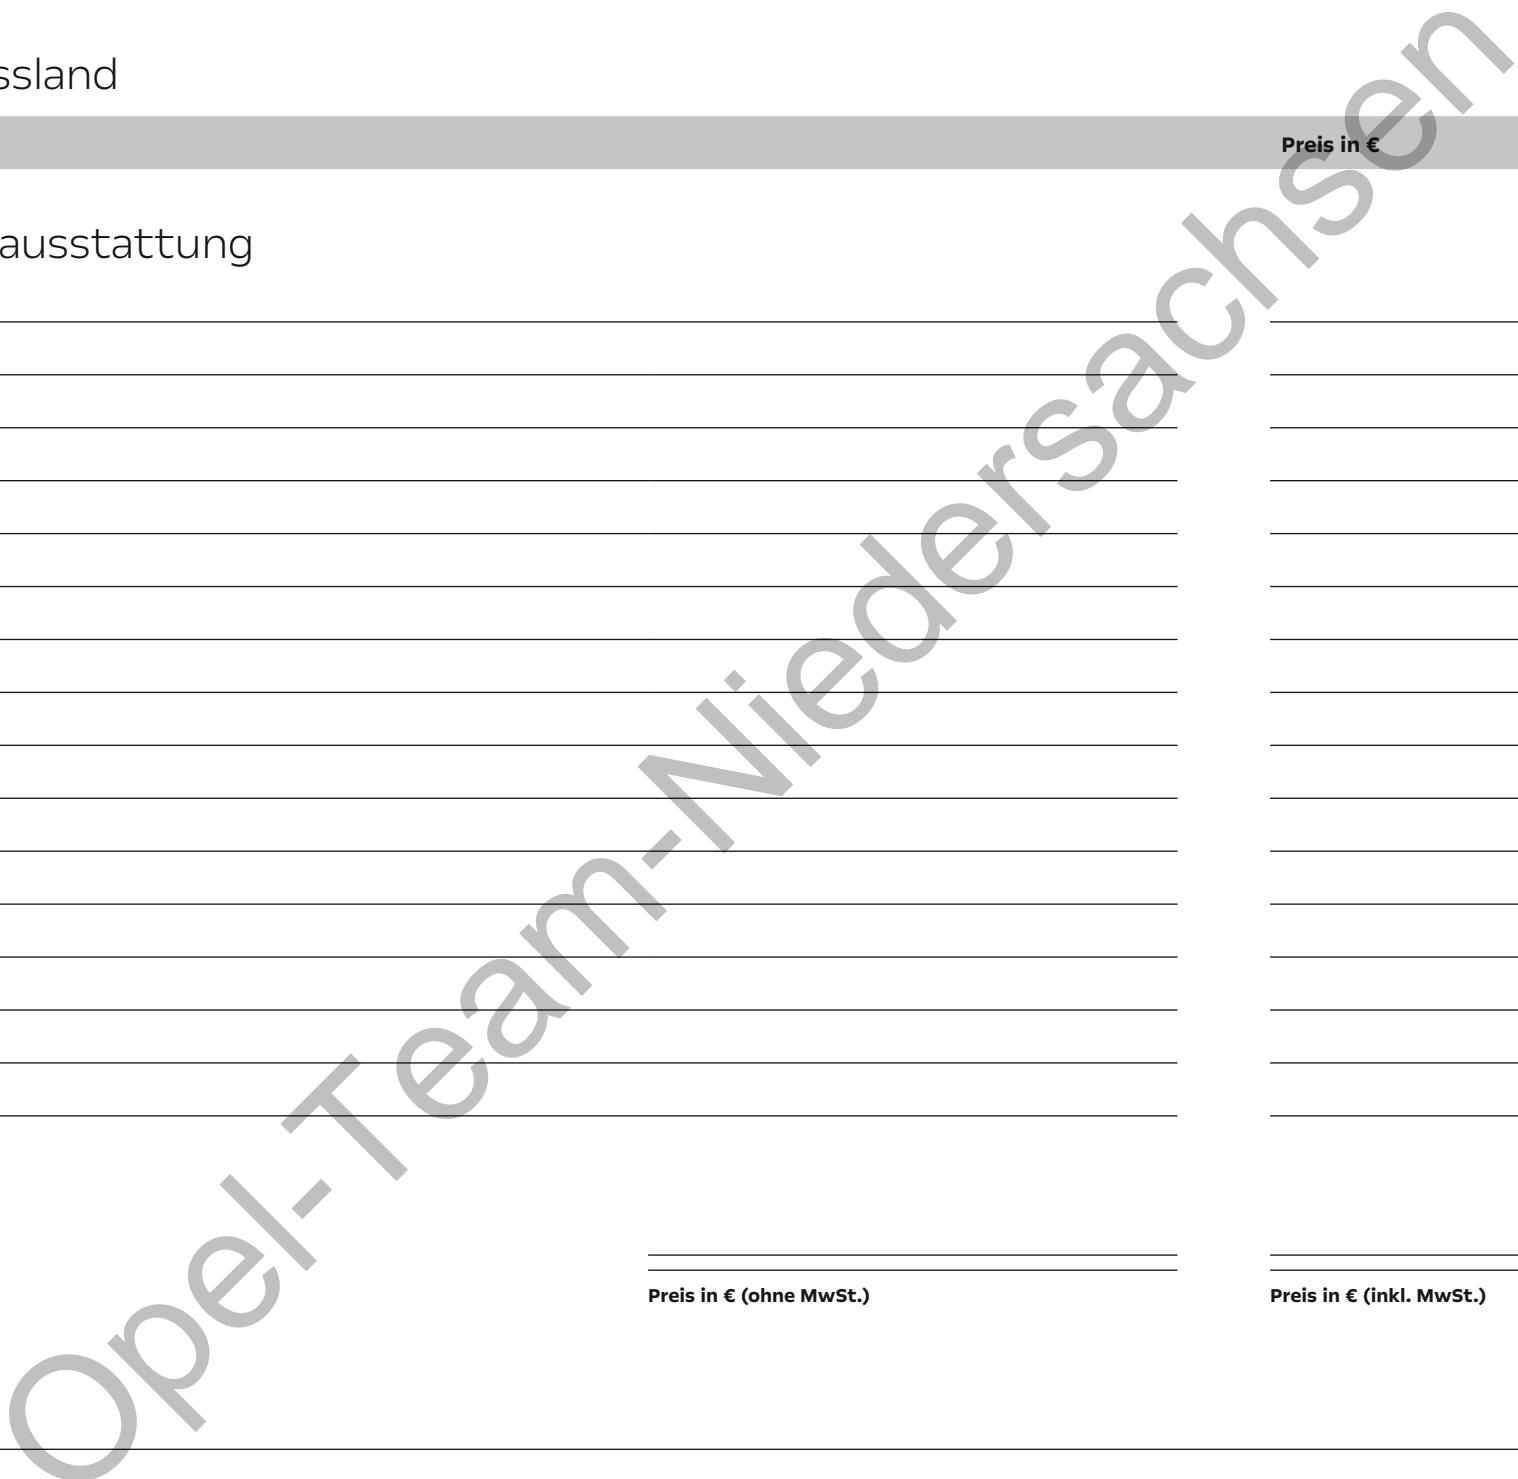 ssland
Preis in €
ausstattung
Opel-Team-Niedersachsen
Preis in € (ohne MwSt.)
Preis in € (inkl. MwSt.)